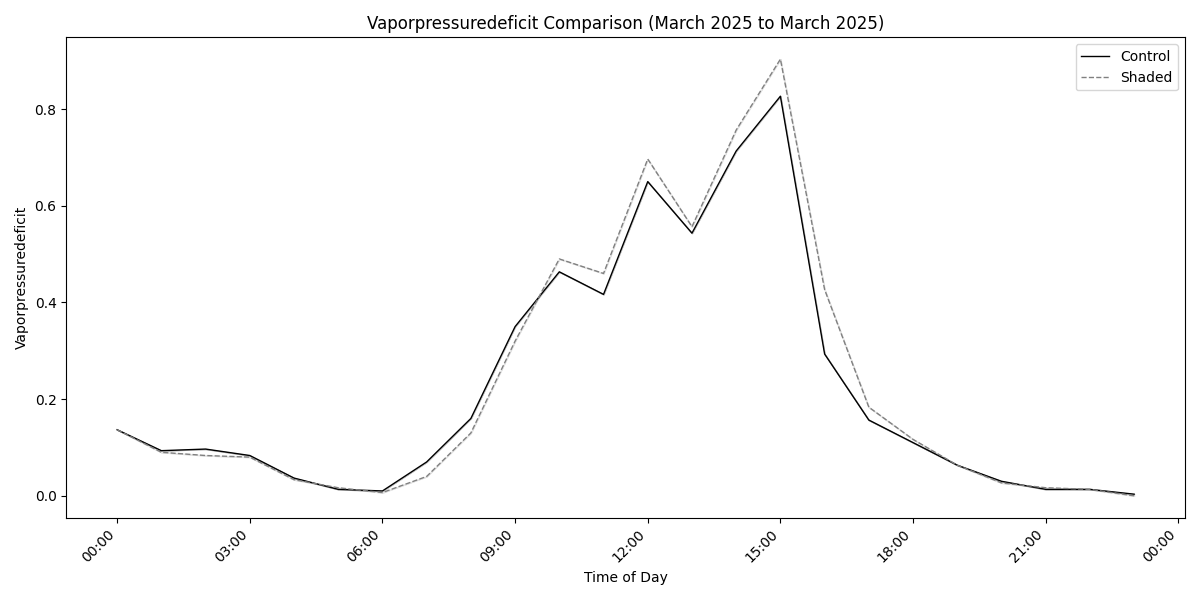 Vaporpressuredeficit Comparison (March 2025 to March 2025)
Control
Shaded
Vaporpressuredeficit
0.8
0.6
0.4
0.2
0.0
00:00 03:00 06:00 09:00 12:00 15:00 18:00 21:00 00:00
Time of Day